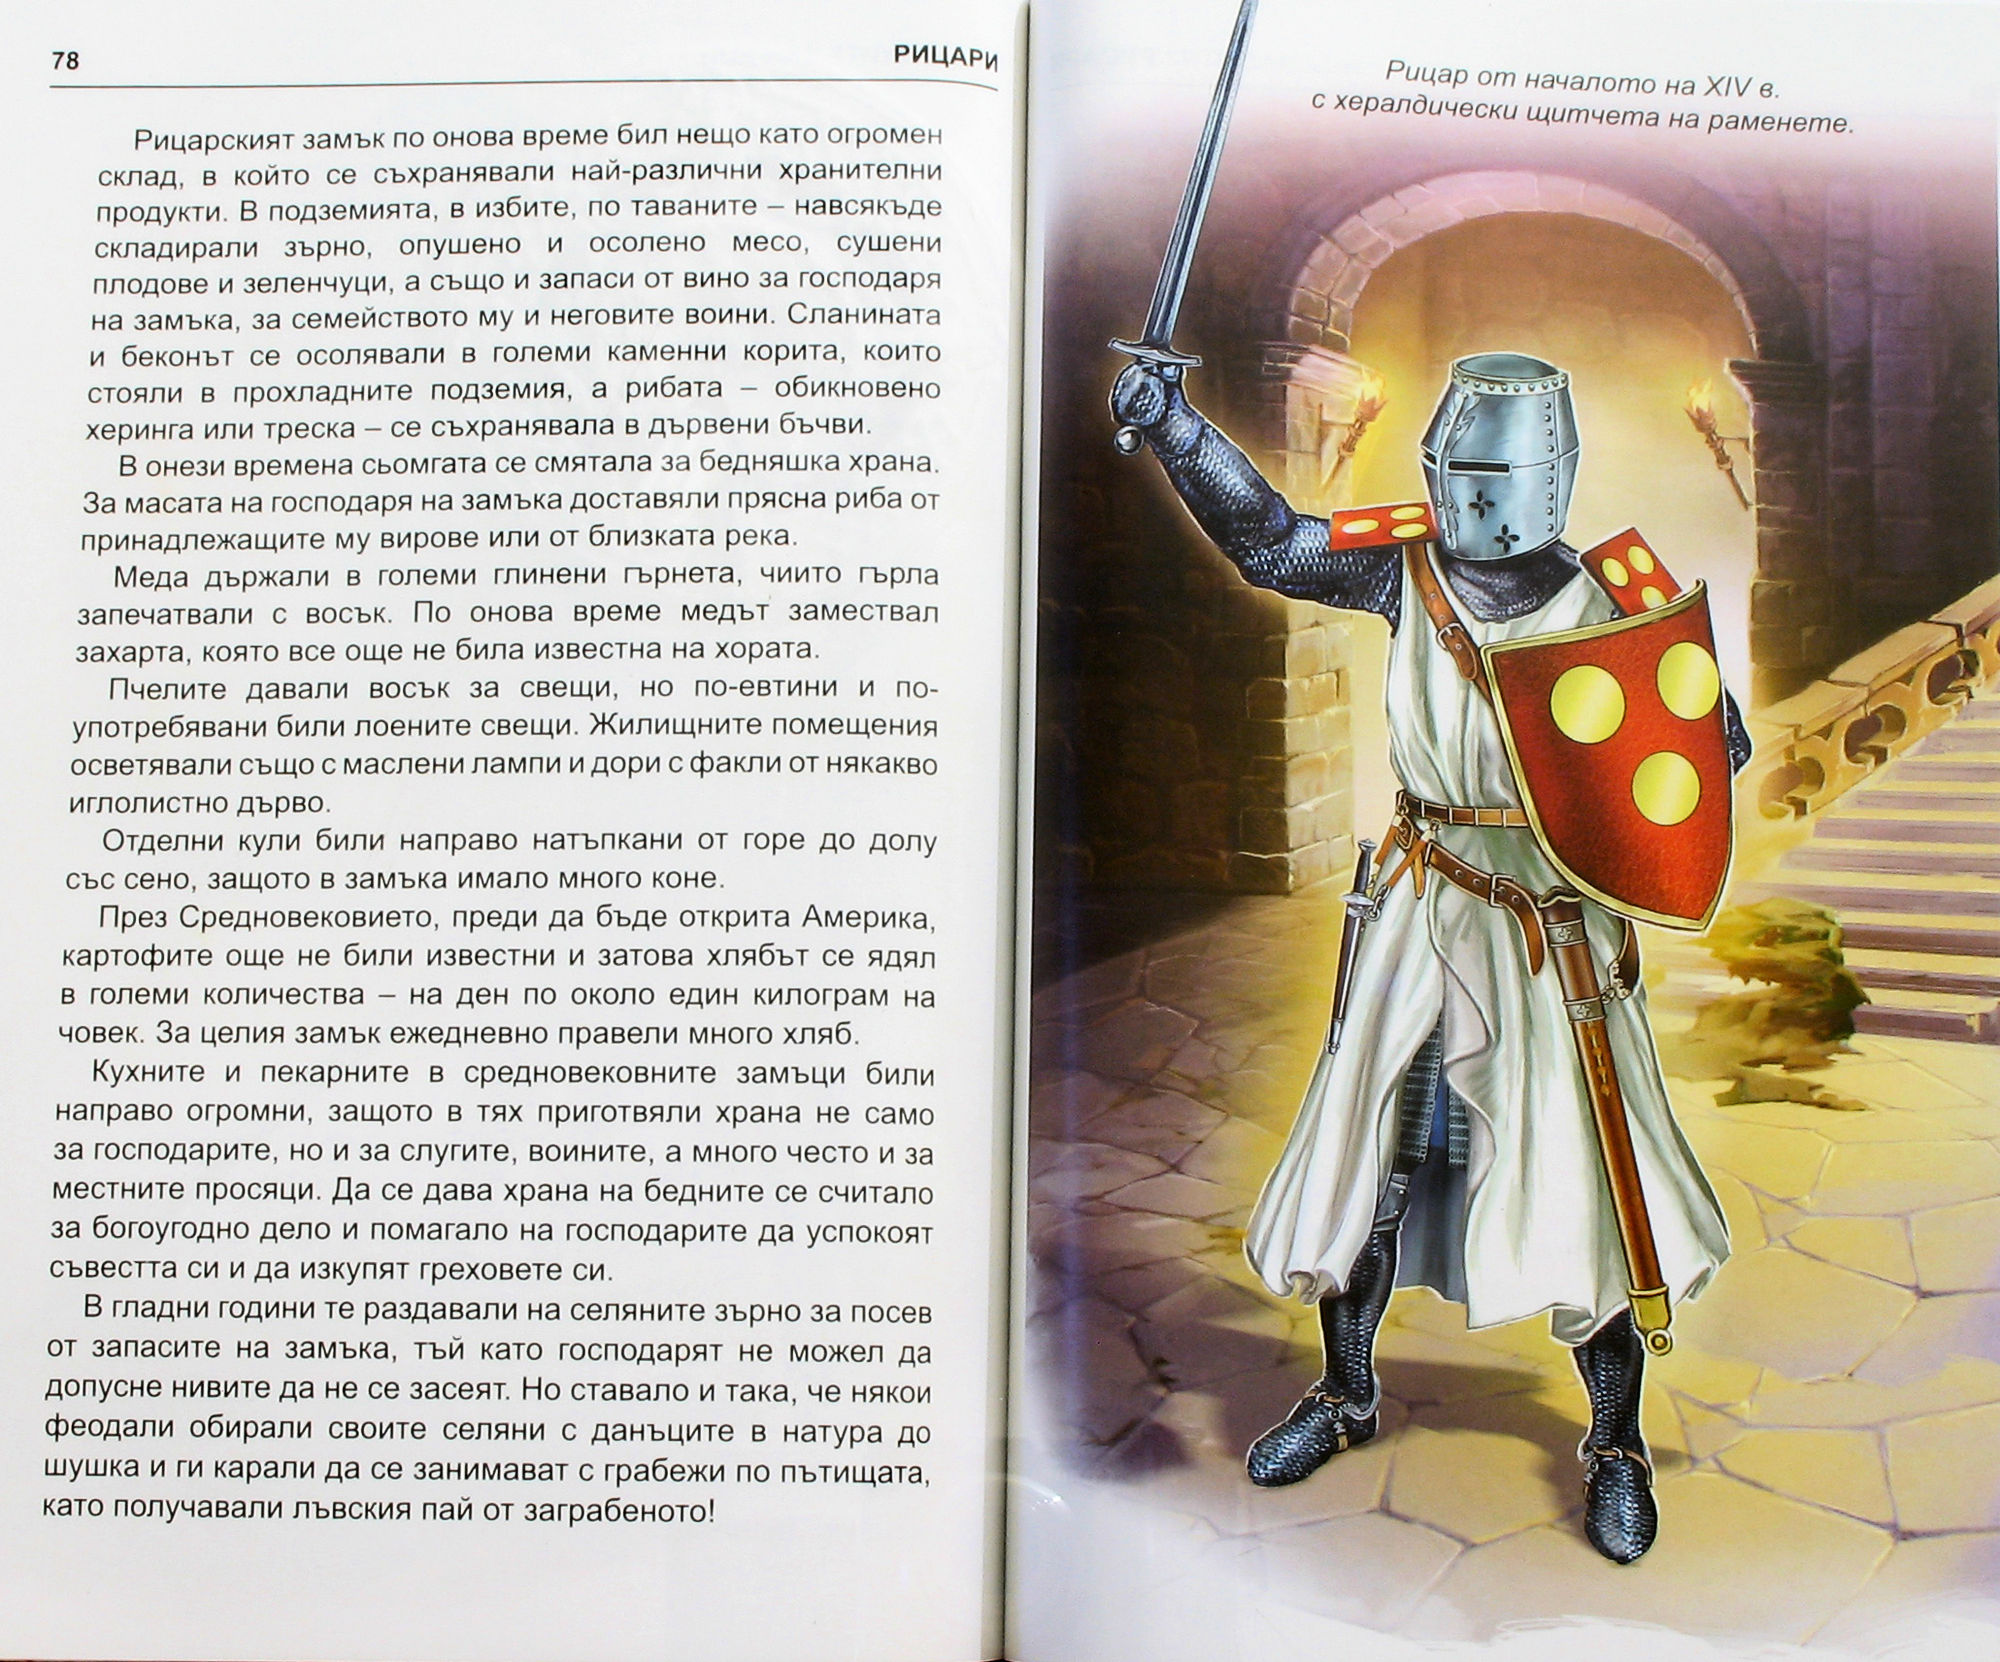 78
РИЦАРИ
Рицарският замък по онова време бил нещо като огромен
склад, в който се съхранявали най-различни хранителни
продукти. В подземията, в избите, по таваните – навсякъде
складирали зърно, опушено и осолено месо, сушени
плодове и зеленчуци, а също и запаси от вино за господаря
на замъка, за семейството му и неговите воини. Сланината
и беконът се осолявали в големи каменни корита, които
стояли в прохладните подземия, а рибата – обикновено
херинга или треска – се съхранявала в дървени бъчви.
В онези времена сьомгата се смятала за бедняшка храна.
За масата на господаря на замъка доставяли прясна риба от
принадлежащите му вирове или от близката река.
Меда държали в големи глинени гърнета, чиито гърла
запечатвали с восък. По онова време медът замествал
захарта, която все още не била известна на хората.
Пчелите давали восък за свещи, но по-евтини и по-
употребявани били лоените свещи. Жилищните помещения
осветявали също с маслени лампи и дори с факли от някакво
иглолистно дърво.
Отделни кули били направо натъпкани от горе до долу
със сено, защото в замъка имало много коне.
През Средновековието, преди да бъде открита Америка,
картофите още не били известни и затова хлябът се ядял
в големи количества – на ден по около един килограм на
човек. За целия замък ежедневно правели много хляб.
Кухните и пекарните в средновековните замъци били
направо огромни, защото в тях приготвяли храна не само
за господарите, но и за слугите, воините, а много често и за
местните просяци. Да се дава храна на бедните се считало
за богоугодно дело и помагало на господарите да успокоят
съвестта си и да изкупят греховете си.
В гладни години те раздавали на селяните зърно за посев
от запасите на замъка, тъй като господарят не можел да
допусне нивите да не се засеят. Но ставало и така, че някои
феодали обирали своите селяни с данъците в натура до
шушка и ги карали да се занимават с грабежи по пътищата,
като получавали лъвския пай от заграбеното!
Рицар от началото на XIV в.
с хералдически щитчета на раменете.